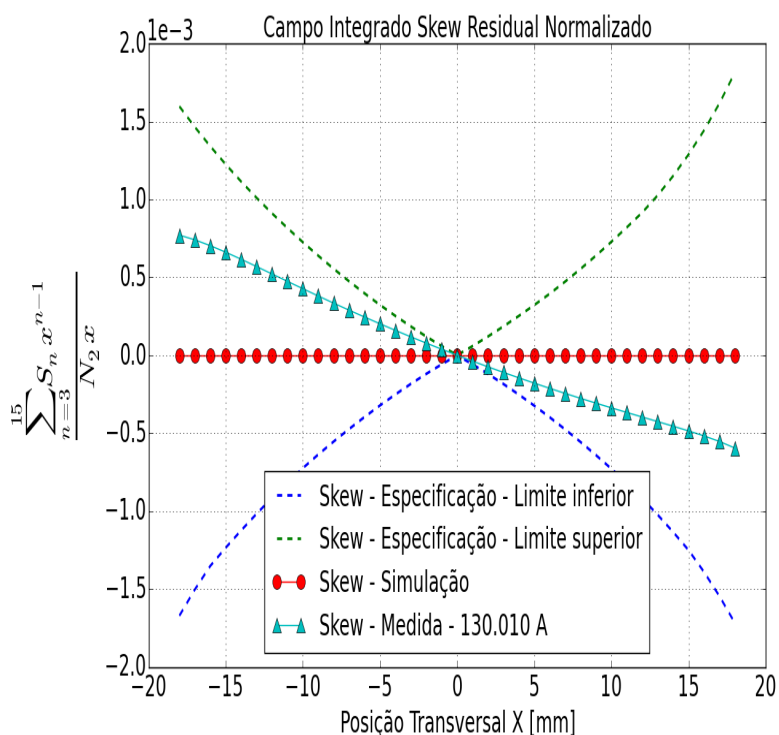 Campo Integrado Skew Residual Normalizado
1e−3
2.0
1.5
1.0
0.5
0.0
−0.5
−1.0
−1.5
−2.0
\frac{\sum_{n=3}^{15} S_n x^{n-1}}{N_2 x}
Skew - Especificação - Limite inferior
Skew - Especificação - Limite superior
Skew - Simulação
Skew - Medida - 130.010 A
−20 −15 −10 −5 0 5 10 15 20
Posição Transversal X [mm]